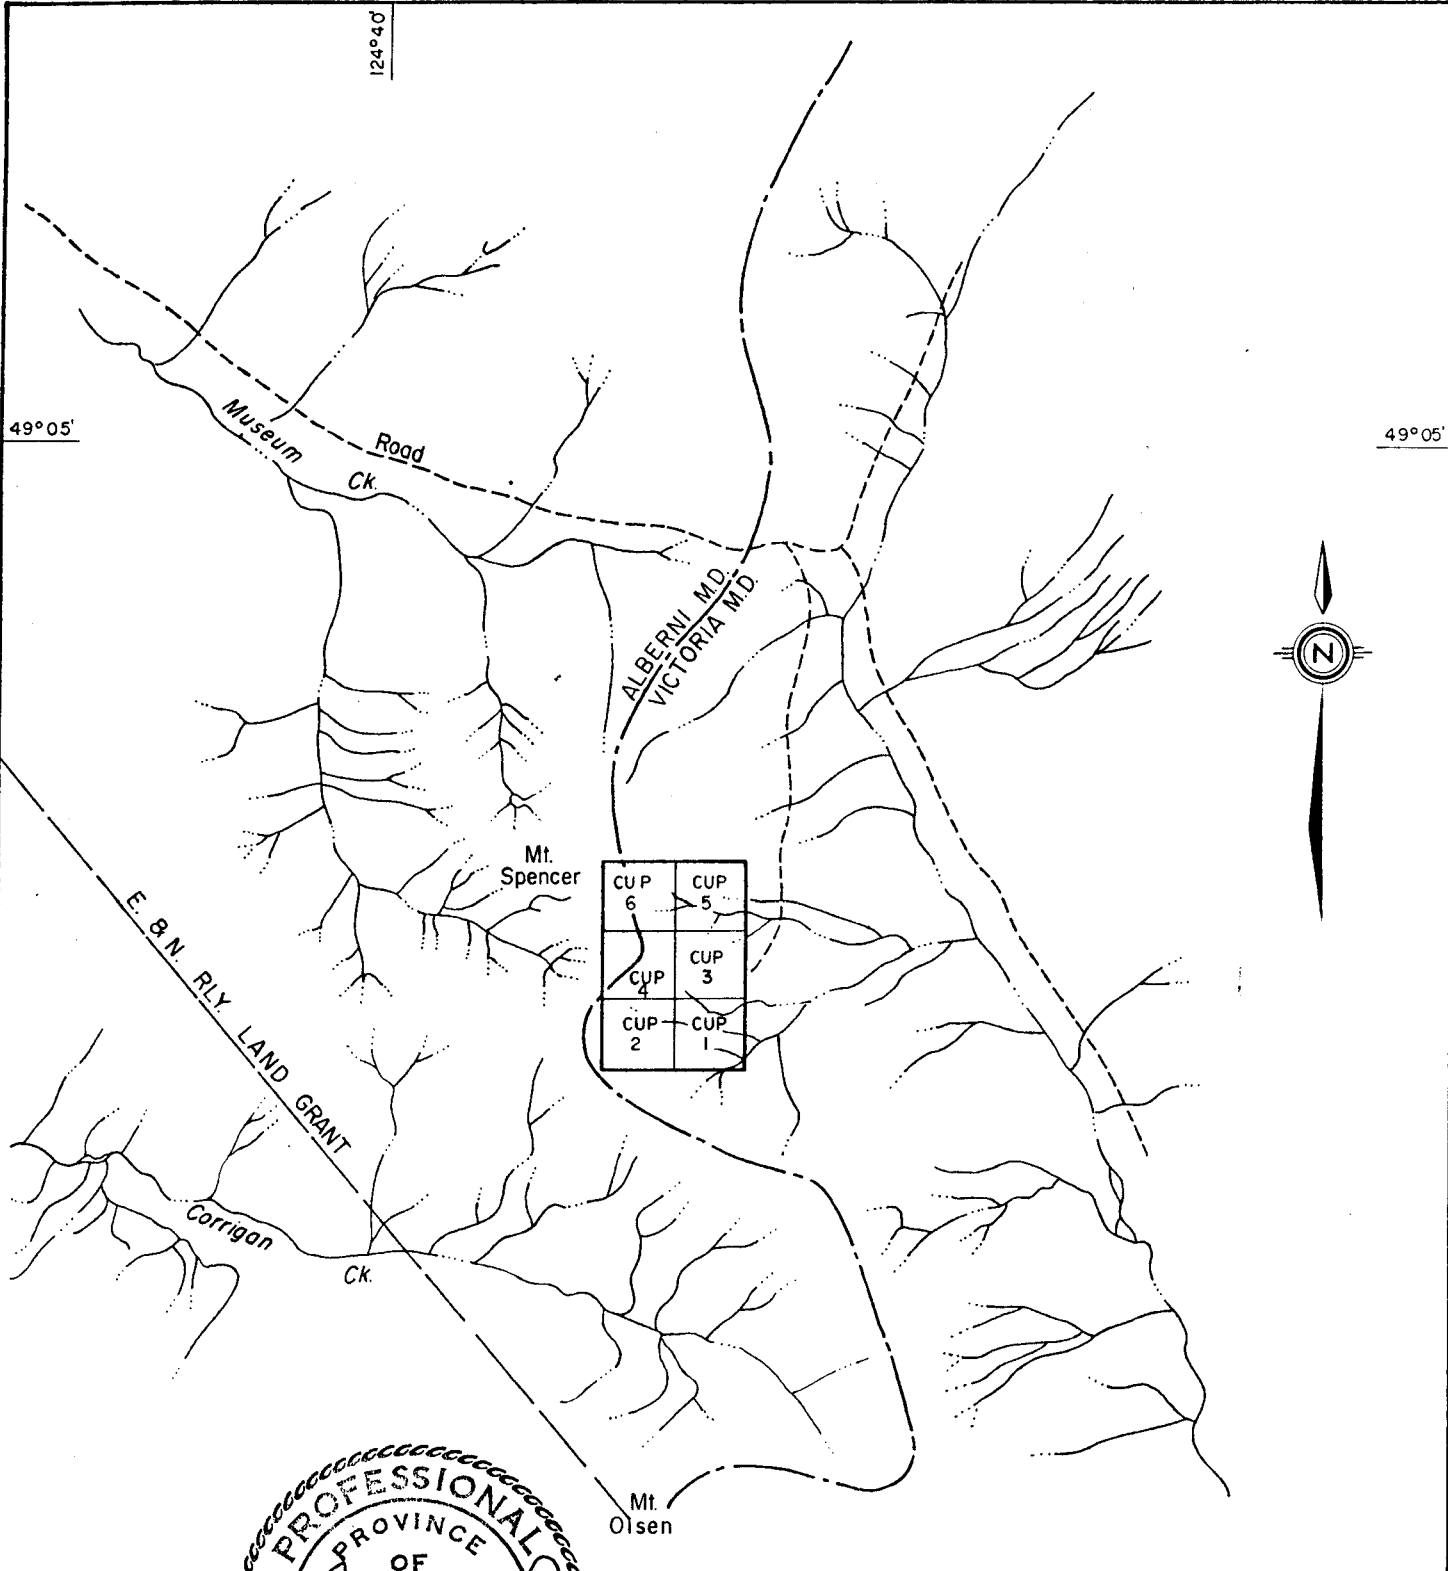 124°40'
49°05'
49°05'
Museum
Ck.
Road
ALBERNI M.D.
VICTORIA M.D.
N
Mt.
Spencer
CUP
6
CUP
5
CUP
4
CUP
3
CUP
2
CUP
1
E. & N. RLY. LAND GRANT
Corrigan
Ck.
Mt.
Olsen
PROFESSIONAL
PROVINCE
OF